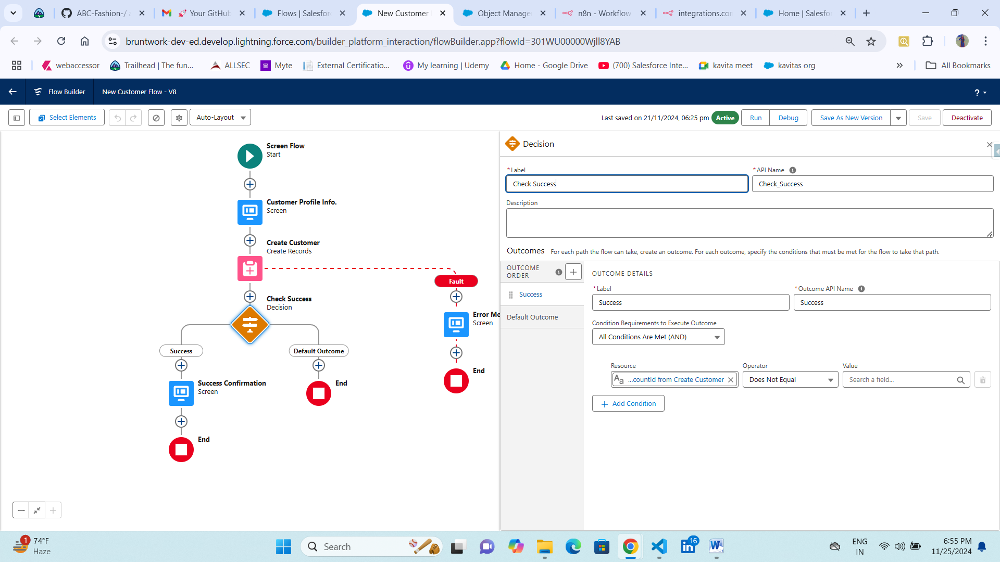 ABC-Fashion-/
Your GitHub
Flows | Salesfor
New Customer
Object Manage
n8n - Workflow
integrations.co
Home | Salesfo
bruntwork-dev-ed.develop.lightning.force.com/builder_platform_interaction/flowBuilder.app?flowId=301WU00000Wjll8YAB
webaccessor
Trailhead | The fun...
ALLSEC
Myte
External Certificatio...
My learning | Udemy
Home - Google Drive
(700) Salesforce Inte...
kavita meet
kavitas org
All Bookmarks
Flow Builder
New Customer Flow - V8
?
Select Elements
Auto-Layout
Last saved on 21/11/2024, 06:25 pm
Active
Run
Debug
Save As New Version
Save
Deactivate
Screen Flow
Start
Customer Profile Info.
Screen
Create Customer
Create Records
Fault
Check Success
Decision
Error Me
Screen
Success
Default Outcome
End
Success Confirmation
Screen
End
End
Decision
* Label
* API Name
Check Success
Check_Success
Description
Outcomes For each path the flow can take, create an outcome. For each outcome, specify the conditions that must be met for the flow to take that path.
OUTCOME
ORDER
Success
Default Outcome
OUTCOME DETAILS
* Label
* Outcome API Name
Success
Success
Condition Requirements to Execute Outcome
All Conditions Are Met (AND)
Resource
Operator
Value
Aa
...countId from Create Customer
Does Not Equal
Search a field...
Add Condition
1
74°F
Haze
Search
16
ENG
IN
6:55 PM
11/25/2024